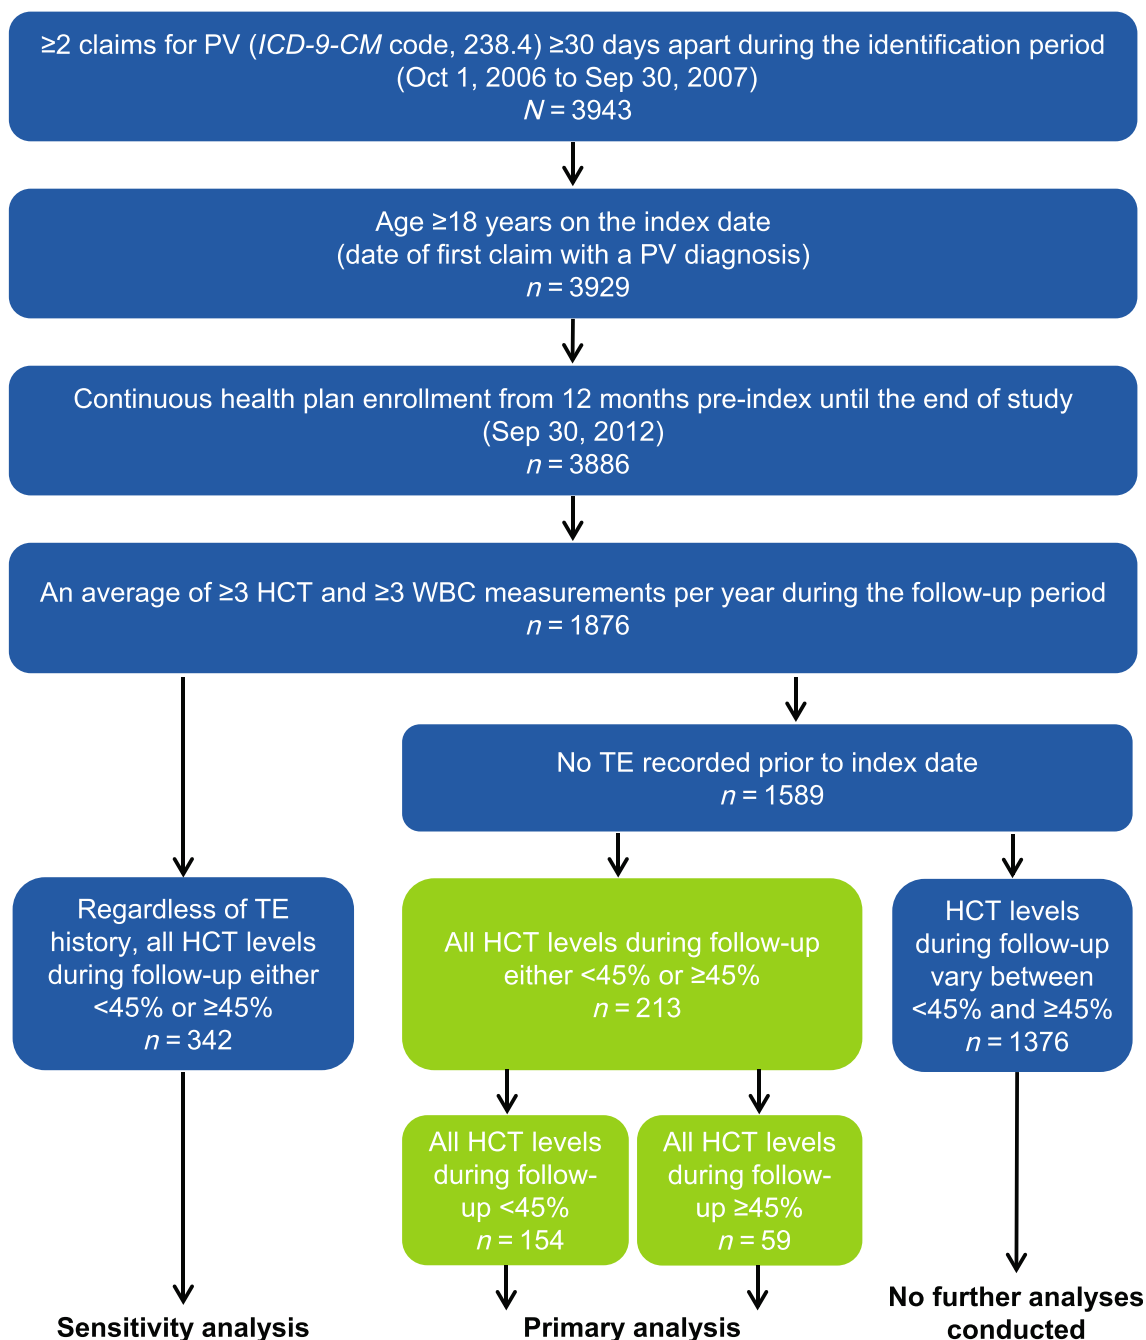 ≥2 claims for PV (ICD-9-CM code, 238.4) ≥30 days apart during the identification period
(Oct 1, 2006 to Sep 30, 2007)
N = 3943
Age ≥18 years on the index date
(date of first claim with a PV diagnosis)
n = 3929
Continuous health plan enrollment from 12 months pre-index until the end of study
(Sep 30, 2012)
n = 3886
An average of ≥3 HCT and ≥3 WBC measurements per year during the follow-up period
n = 1876
No TE recorded prior to index date
n = 1589
Regardless of TE
history, all HCT levels
during follow-up either
<45% or ≥45%
n = 342
All HCT levels during follow-up
either <45% or ≥45%
n = 213
HCT levels
during follow-up
vary between
<45% and ≥45%
n = 1376
All HCT levels
during follow-
up <45%
n = 154
All HCT levels
during follow-
up ≥45%
n = 59
Sensitivity analysis
Primary analysis
No further analyses
conducted